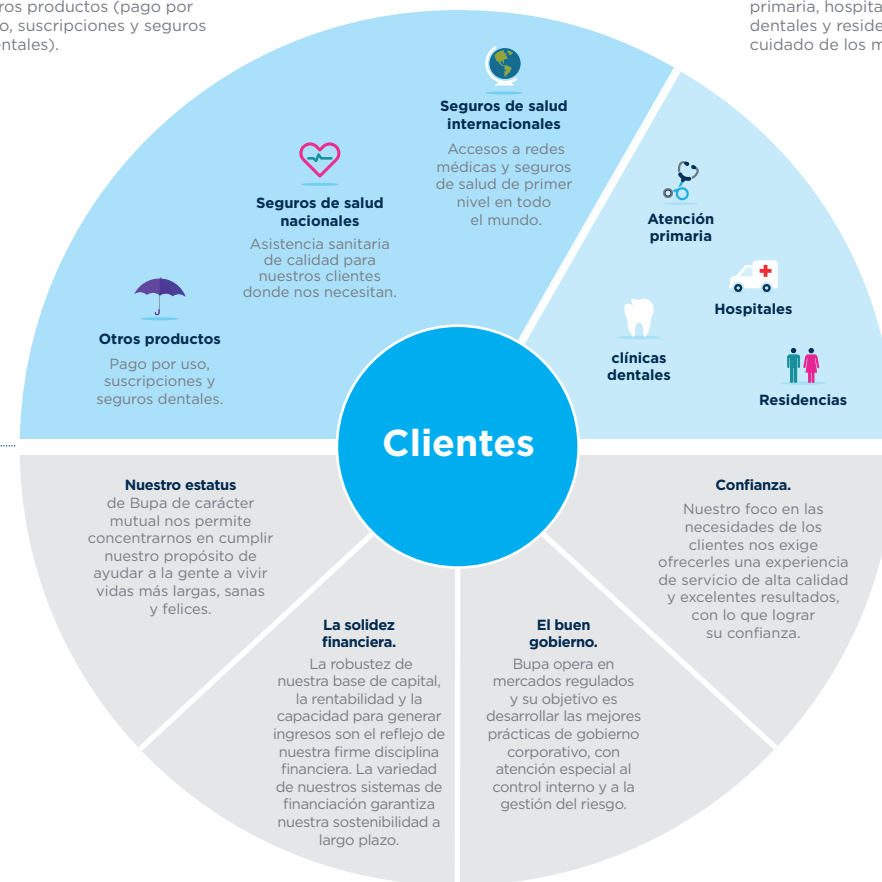 ros productos (pago por
o, suscripciones y seguros
entales).
primaria, hospita
dentales y reside
cuidado de los m
Seguros de salud
internacionales
Accesos a redes
médicas y seguros
de salud de primer
nivel en todo
el mundo.
Seguros de salud
nacionales
Asistencia sanitaria
de calidad para
nuestros clientes
donde nos necesitan.
Otros productos
Pago por uso,
suscripciones y
seguros dentales.
Atención
primaria
Hospitales
clínicas
dentales
Residencias
Clientes
Nuestro estatus
de Bupa de carácter
mutual nos permite
concentrarnos en cumplir
nuestro propósito de
ayudar a la gente a vivir
vidas más largas, sanas
y felices.
La solidez
financiera.
La robustez de
nuestra base de capital,
la rentabilidad y la
capacidad para generar
ingresos son el reflejo de
nuestra firme disciplina
financiera. La variedad
de nuestros sistemas de
financiación garantiza
nuestra sostenibilidad a
largo plazo.
El buen
gobierno.
Bupa opera en
mercados regulados
y su objetivo es
desarrollar las mejores
prácticas de gobierno
corporativo, con
atención especial al
control interno y a la
gestión del riesgo.
Confianza.
Nuestro foco en las
necesidades de los
clientes nos exige
ofrecerles una experiencia
de servicio de alta calidad
y excelentes resultados,
con lo que lograr
su confianza.